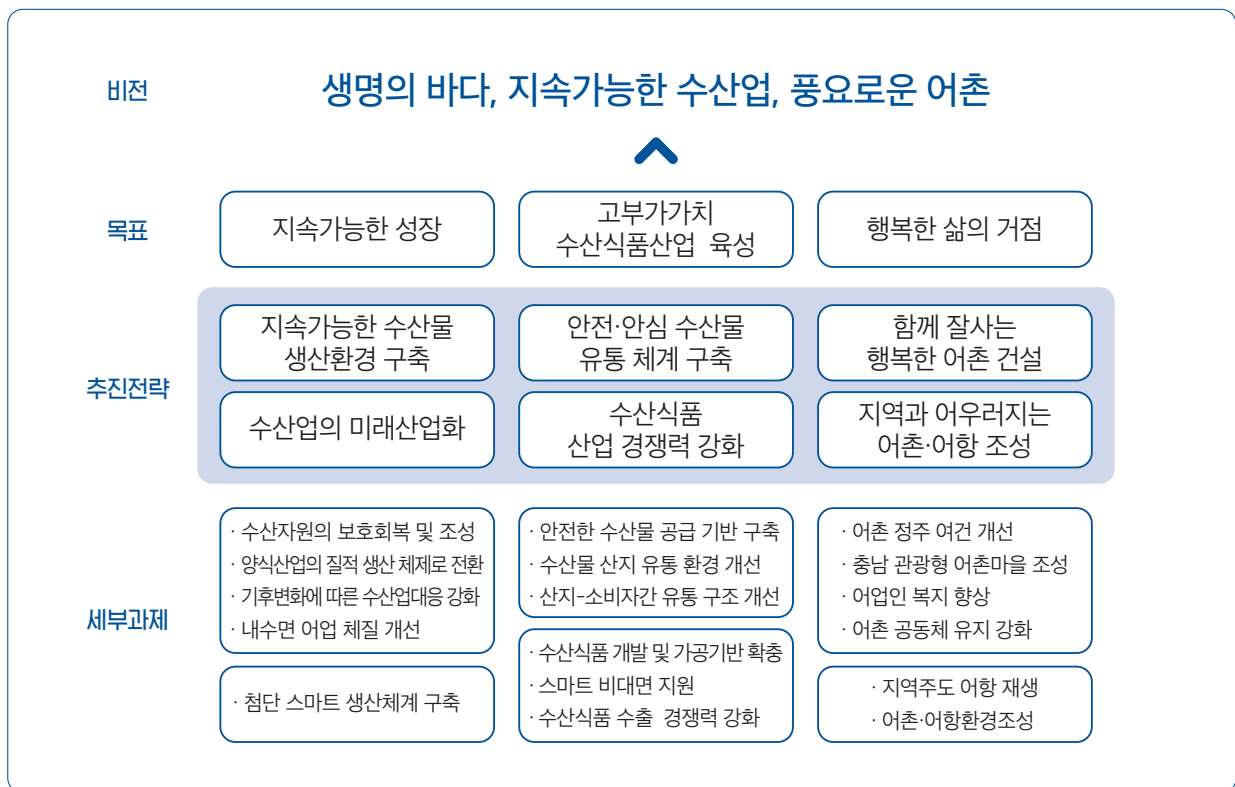 비전
생명의 바다, 지속가능한 수산업, 풍요로운 어촌
목표
지속가능한 성장
고부가가치
수산식품산업 육성
행복한 삶의 거점
추진전략
지속가능한 수산물
생산환경 구축
안전·안심 수산물
유통 체계 구축
함께 잘사는
행복한 어촌 건설
수산업의 미래산업화
수산식품
산업 경쟁력 강화
지역과 어우러지는
어촌·어항 조성
세부과제
· 수산자원의 보호회복 및 조성
· 양식산업의 질적 생산 체제로 전환
· 기후변화에 따른 수산업대응 강화
· 내수면 어업 체질 개선
· 첨단 스마트 생산체계 구축
· 안전한 수산물 공급 기반 구축
· 수산물 산지 유통 환경 개선
· 산지-소비자간 유통 구조 개선
· 수산식품 개발 및 가공기반 확충
· 스마트 비대면 지원
· 수산식품 수출 경쟁력 강화
· 어촌 정주 여건 개선
· 충남 관광형 어촌마을 조성
· 어업인 복지 향상
· 어촌 공동체 유지 강화
· 지역주도 어항 재생
· 어촌·어항환경조성